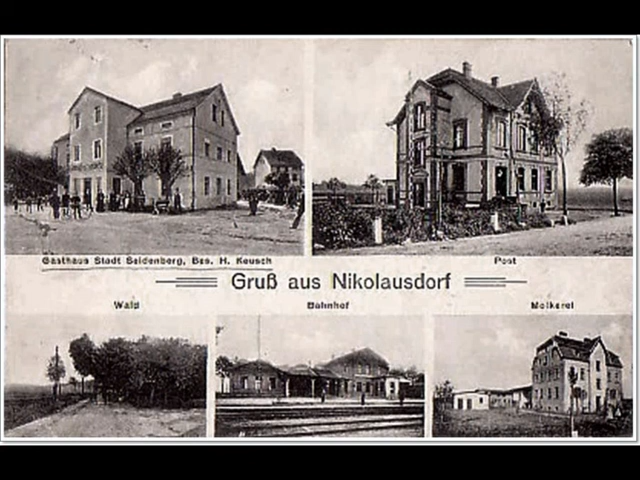 Gasthaus Stadt Seidenberg, Bes. H. Keusch
Post
Gruß aus Nikolausdorf
Wald
Bahnhof
Molkerei